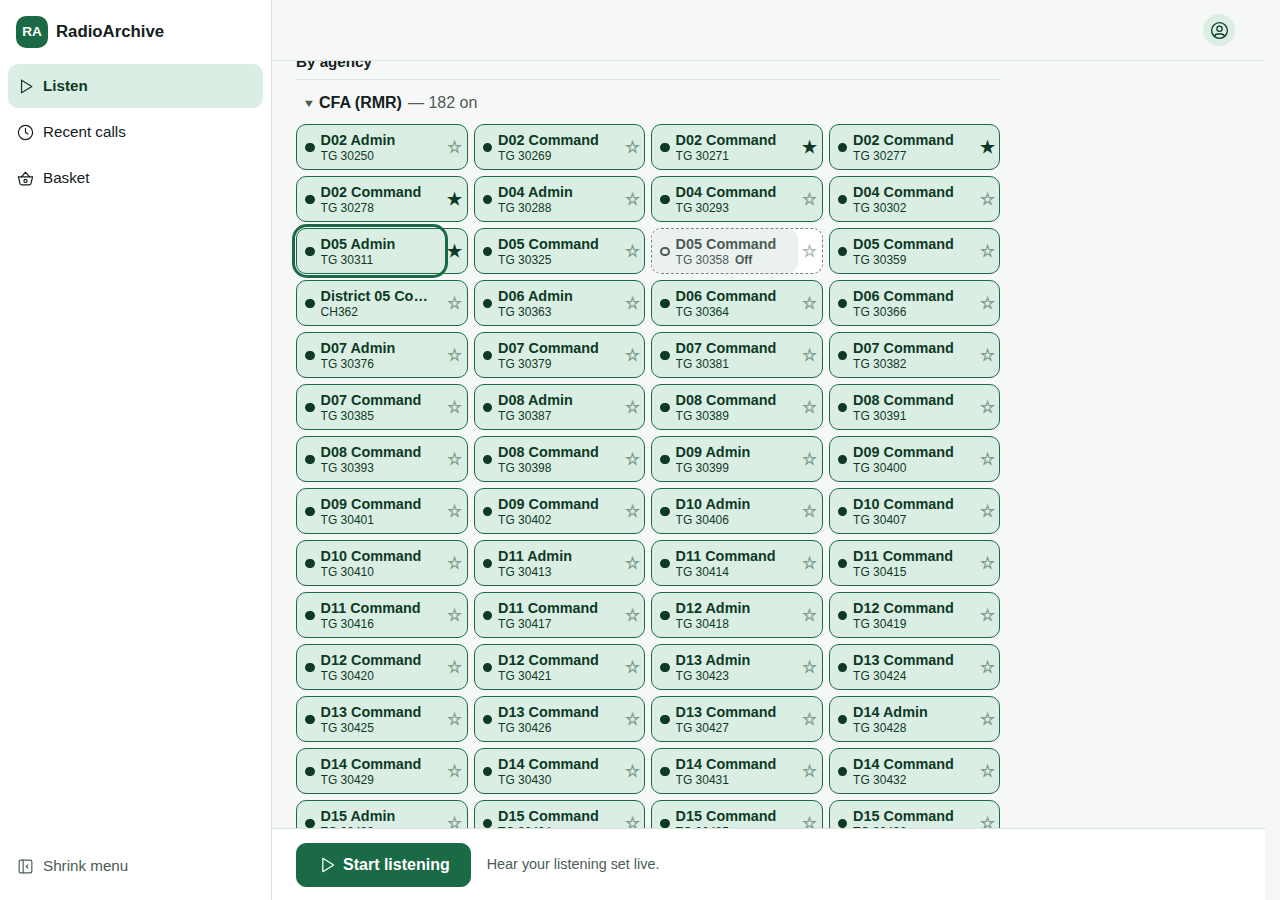 RA RadioArchive
Listen
Recent calls
Basket
Shrink menu
By agency
CFA (RMR) — 182 on
D02 Admin
TG 30250
D02 Command
TG 30269
D02 Command
TG 30271
D02 Command
TG 30277
D02 Command
TG 30278
D04 Admin
TG 30288
D04 Command
TG 30293
D04 Command
TG 30302
D05 Admin
TG 30311
D05 Command
TG 30325
D05 Command
TG 30358 Off
D05 Command
TG 30359
District 05 Co…
CH362
D06 Admin
TG 30363
D06 Command
TG 30364
D06 Command
TG 30366
D07 Admin
TG 30376
D07 Command
TG 30379
D07 Command
TG 30381
D07 Command
TG 30382
D07 Command
TG 30385
D08 Admin
TG 30387
D08 Command
TG 30389
D08 Command
TG 30391
D08 Command
TG 30393
D08 Command
TG 30398
D09 Admin
TG 30399
D09 Command
TG 30400
D09 Command
TG 30401
D09 Command
TG 30402
D10 Admin
TG 30406
D10 Command
TG 30407
D10 Command
TG 30410
D11 Admin
TG 30413
D11 Command
TG 30414
D11 Command
TG 30415
D11 Command
TG 30416
D11 Command
TG 30417
D12 Admin
TG 30418
D12 Command
TG 30419
D12 Command
TG 30420
D12 Command
TG 30421
D13 Admin
TG 30423
D13 Command
TG 30424
D13 Command
TG 30425
D13 Command
TG 30426
D13 Command
TG 30427
D14 Admin
TG 30428
D14 Command
TG 30429
D14 Command
TG 30430
D14 Command
TG 30431
D14 Command
TG 30432
D15 Admin
D15 Command
D15 Command
D15 Command
Start listening
Hear your listening set live.